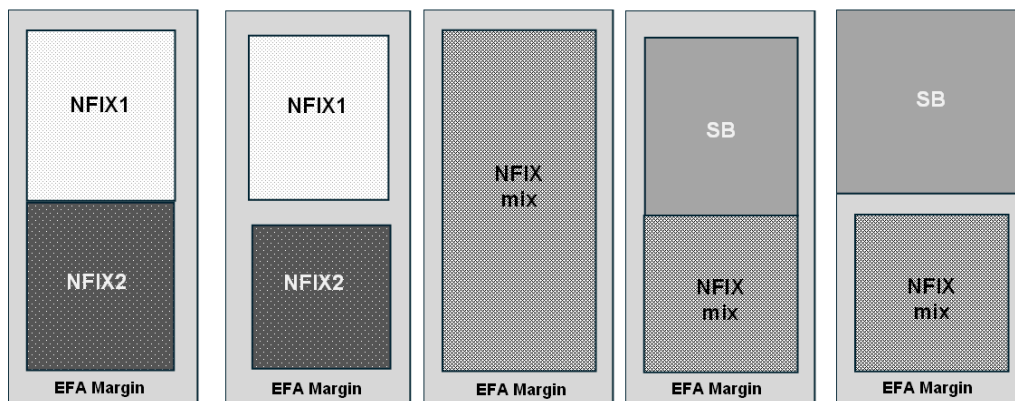 NFIX1
NFIX2
EFA Margin
NFIX1
NFIX2
EFA Margin
NFIX
mix
EFA Margin
SB
NFIX
mix
EFA Margin
SB
NFIX
mix
EFA Margin